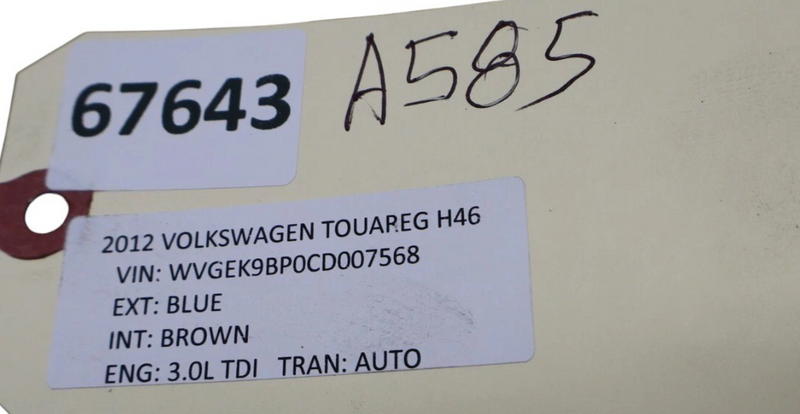 67643
A585
2012 VOLKSWAGEN TOUAREG H46
VIN: WVGEK9BP0CD007568
EXT: BLUE
INT: BROWN
ENG: 3.0L TDI TRAN: AUTO